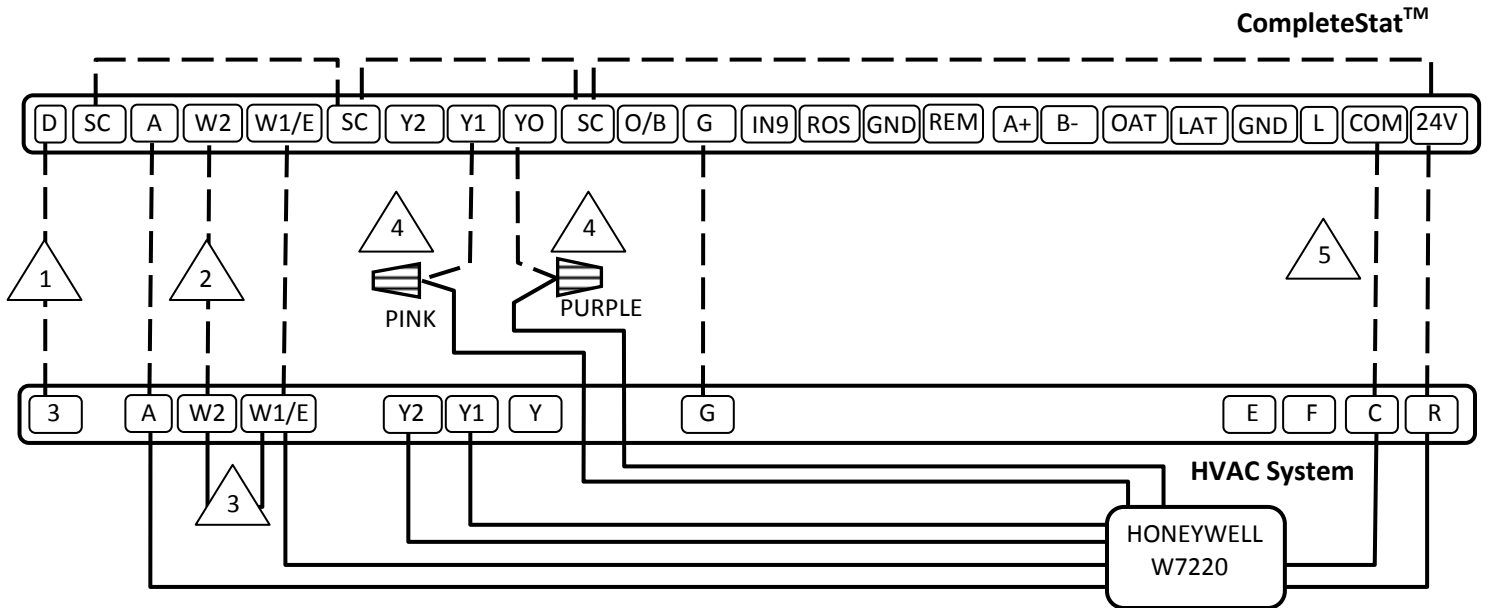 CompleteStat™
D SC A W2 W1/E SC Y2 Y1 YO SC O/B G IN9 ROS GND REM A+ B- OAT LAT GND L COM 24V
4 4
5
1 2
PINK PURPLE
3 A W2 W1/E Y2 Y1 Y G E F C R
HVAC System
3
HONEYWELL
W7220